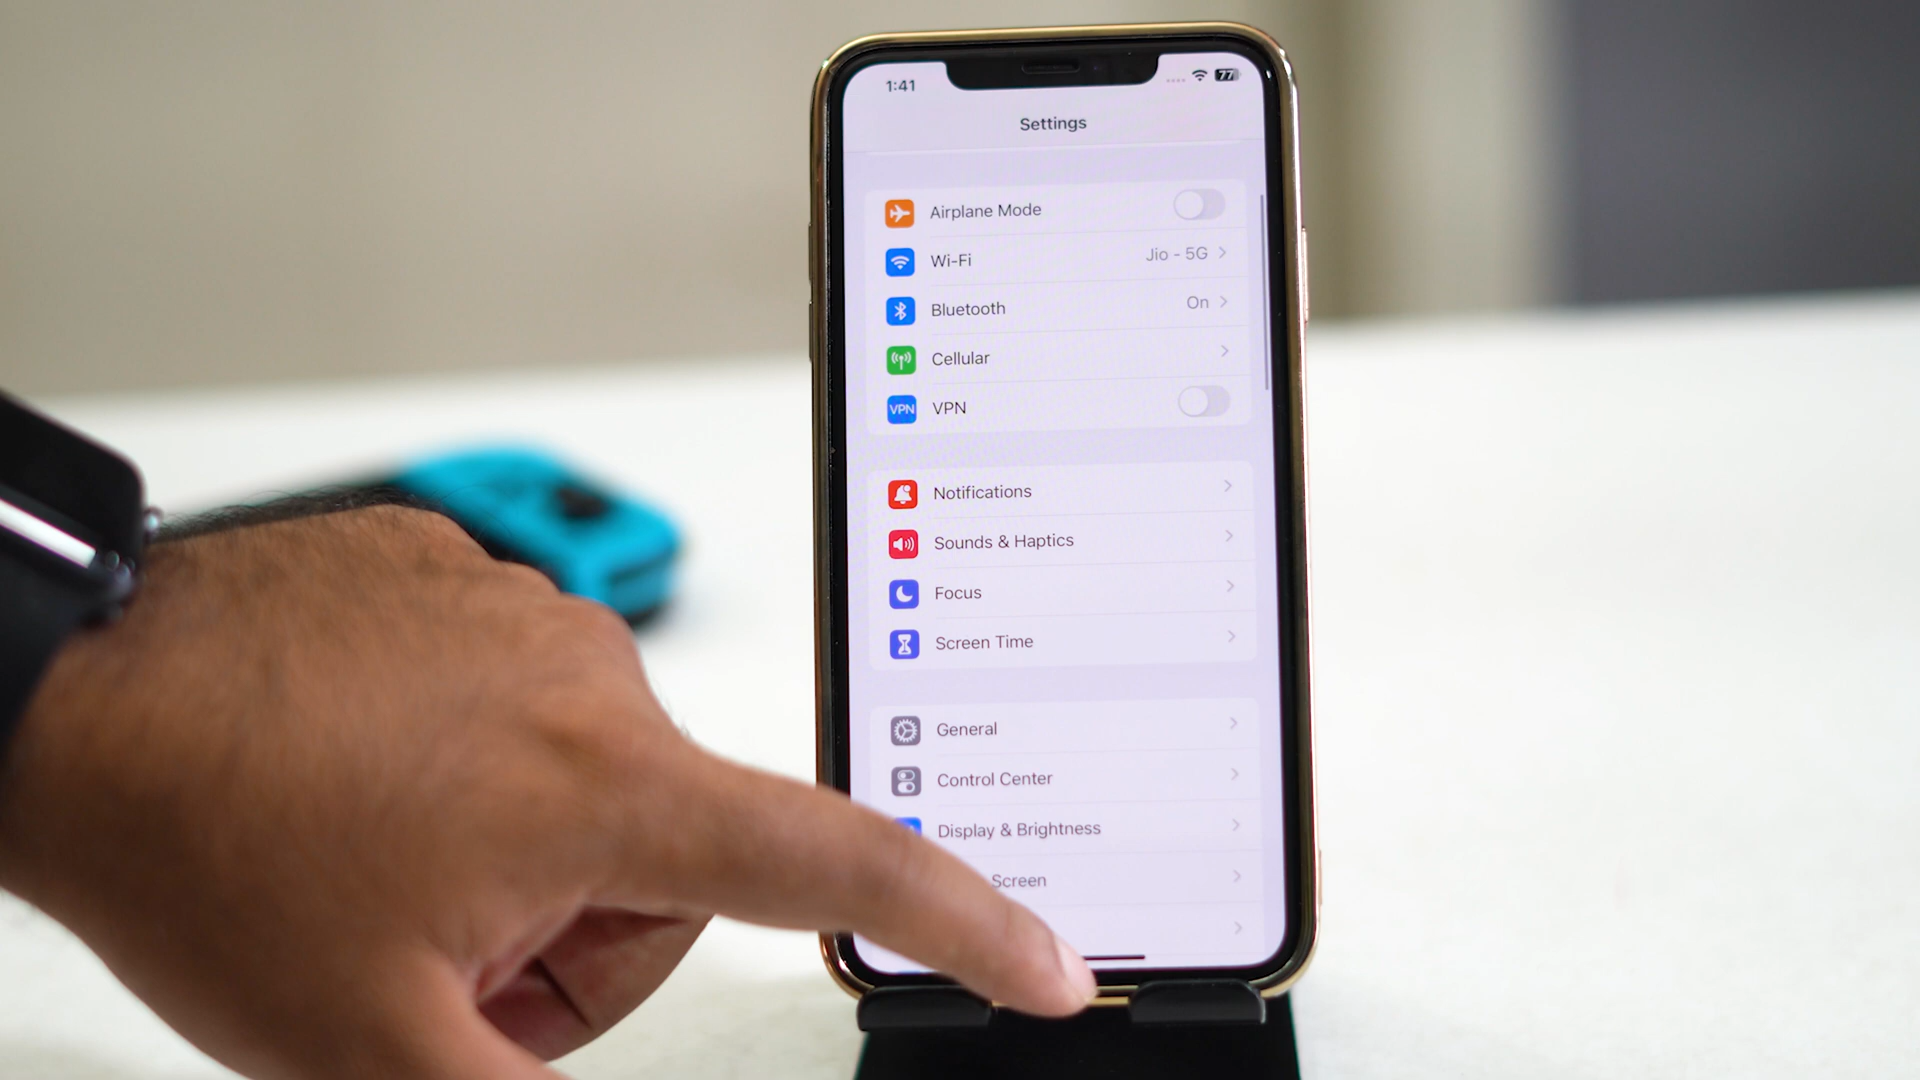 1:41 77
Settings
Airplane Mode
Wi-Fi Jio - 5G
Bluetooth On
Cellular
VPN VPN
Notifications
Sounds & Haptics
Focus
Screen Time
General
Control Center
Display & Brightness
Screen